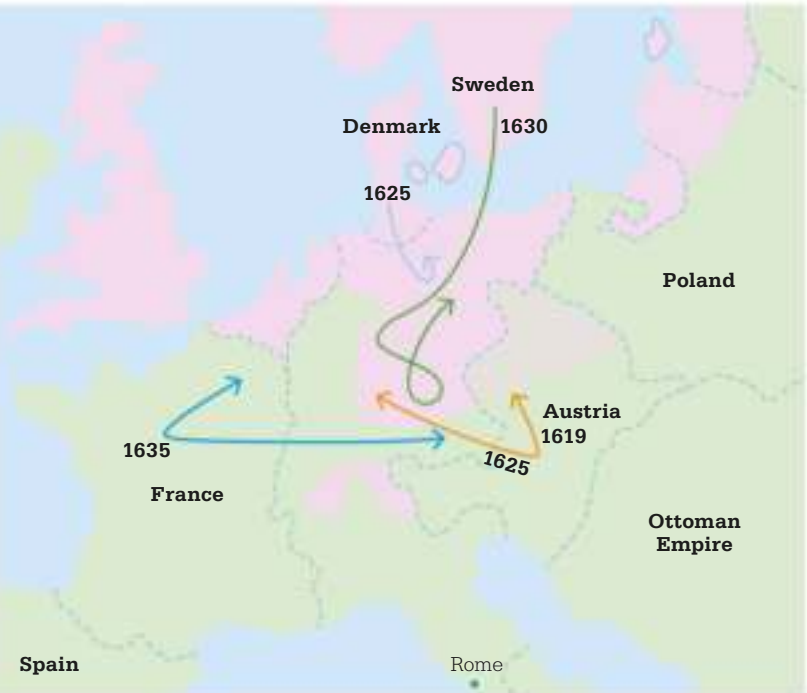 Sweden
1630
Denmark
1625
Poland
Austria
1619
1625
1635
France
Ottoman
Empire
Spain
Rome